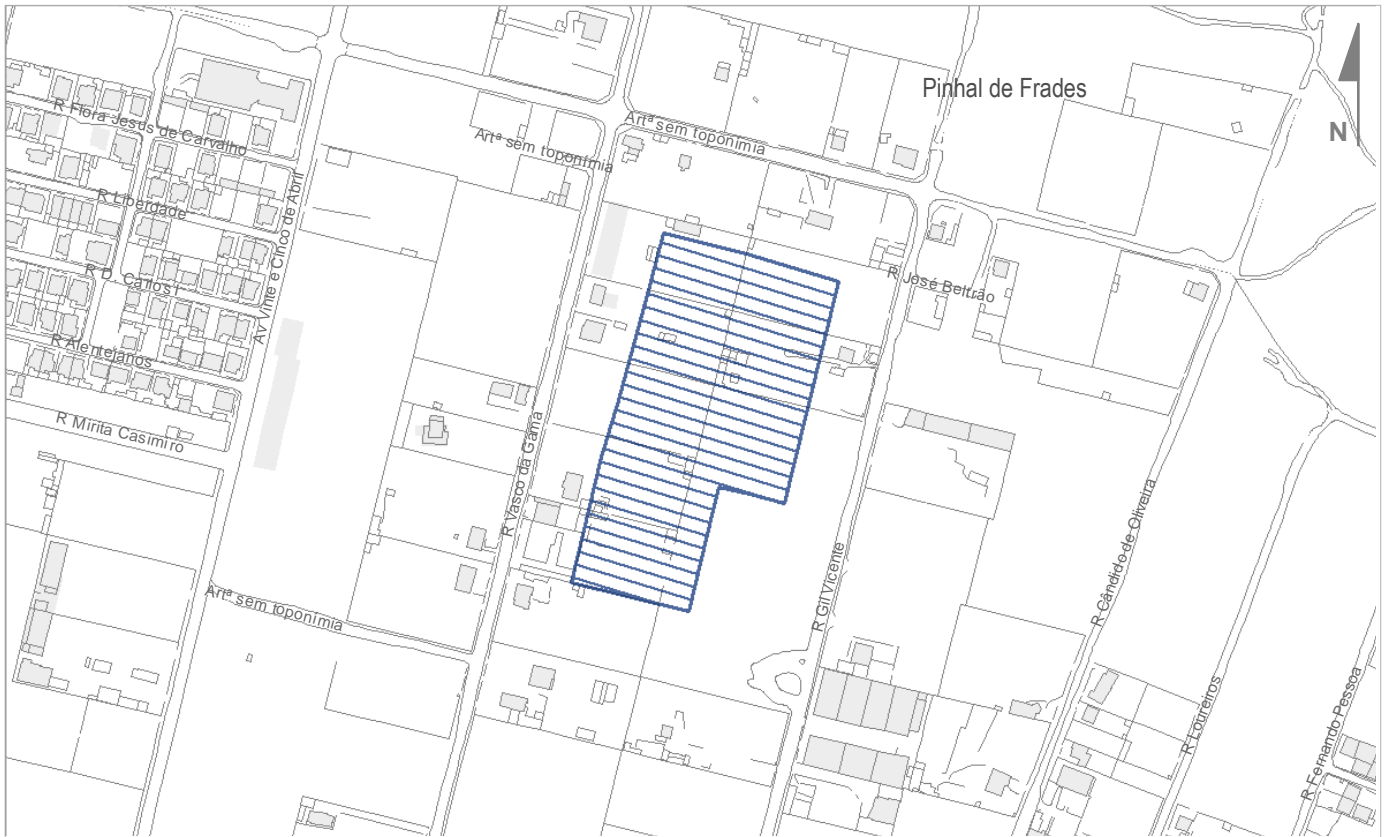 Pinhal de Frades
N
R Flora Jesus de Carvalho
Artª sem toponímia
Artª sem toponímia
R Liberdade
Av Vinte e Cinco de Abril
R D Carlos I
R José Beltrão
R Alentejanos
R Mirita Casimiro
R Vasco da Gama
R Gil Vicente
R Cândido de Oliveira
Artª sem toponímia
R Loureiros
R Fernando Pessoa